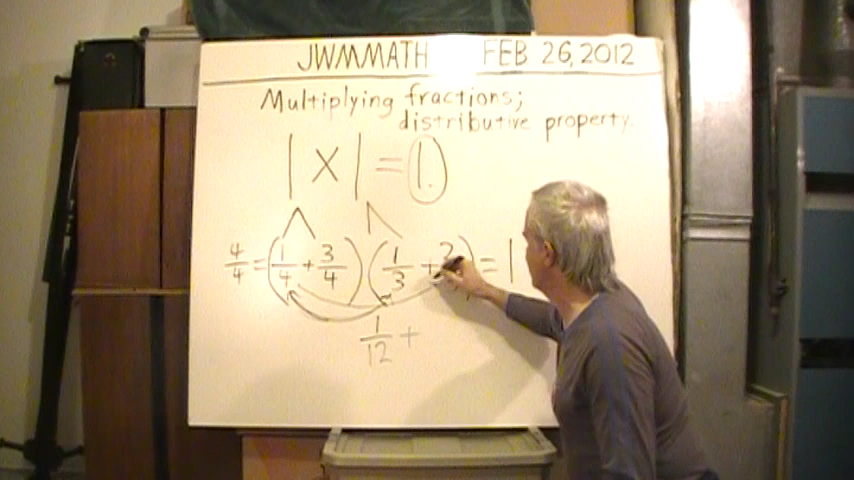 JWMMATH FEB 26, 2012
Multiplying fractions;
distributive property.
1 X 1 = 1.
4/4 = (1/4 + 3/4) (1/3 + 2/ ) = 1
1/12 +